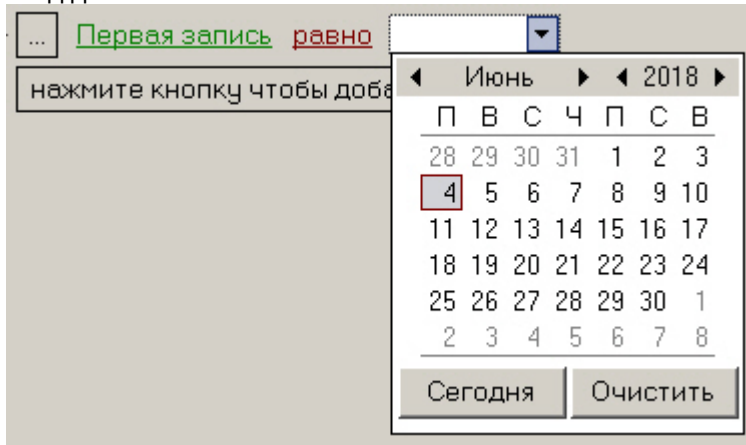 ... Первая запись равно
нажмите кнопку чтобы доба
Июнь 2018
П В С Ч П С В
28 29 30 31 1 2 3
4 5 6 7 8 9 10
11 12 13 14 15 16 17
18 19 20 21 22 23 24
25 26 27 28 29 30 1
2 3 4 5 6 7 8
Сегодня Очистить